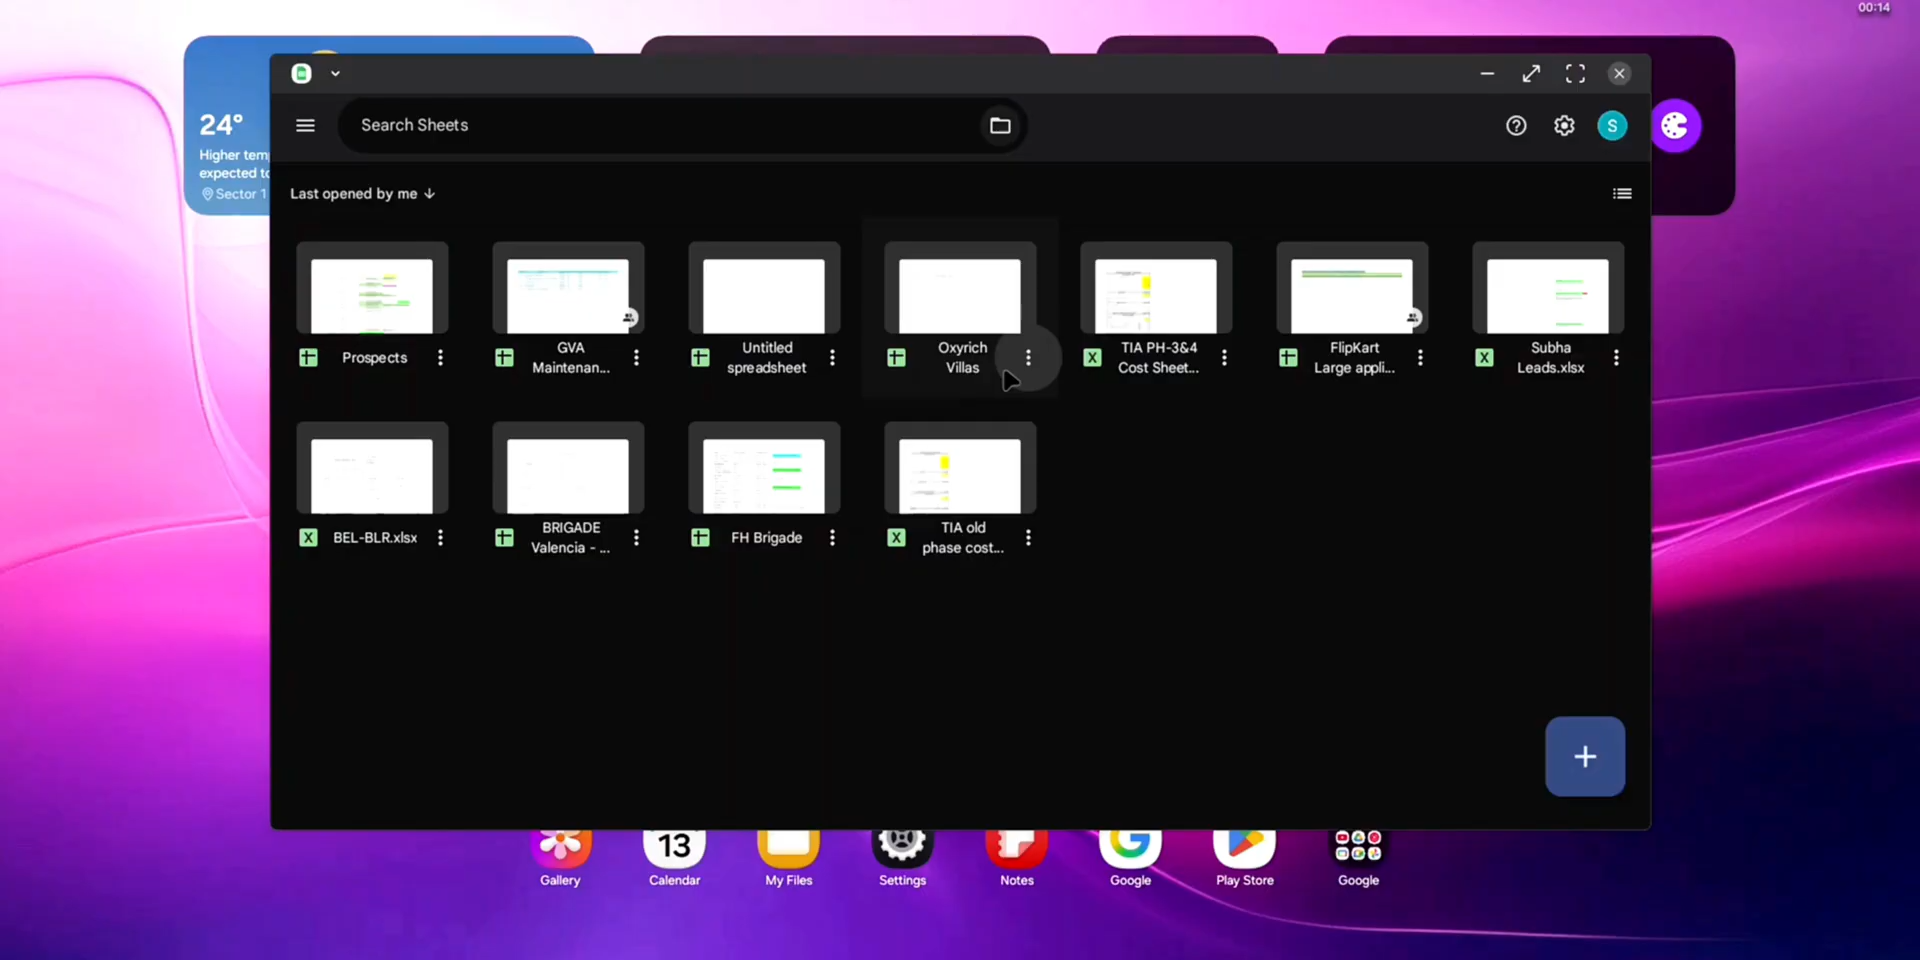 00:14
24°
Higher tem
expected to
Sector 1
Search Sheets
S
Last opened by me
Prospects
GVA
Maintenan...
Untitled
spreadsheet
Oxyrich
Villas
X
TIA PH-3&4
Cost Sheet...
FlipKart
Large appli...
X
Subha
Leads.xlsx
X
BEL-BLR.xlsx
BRIGADE
Valencia - ...
FH Brigade
X
TIA old
phase cost...
13
Gallery
Calendar
My Files
Settings
Notes
Google
Play Store
Google